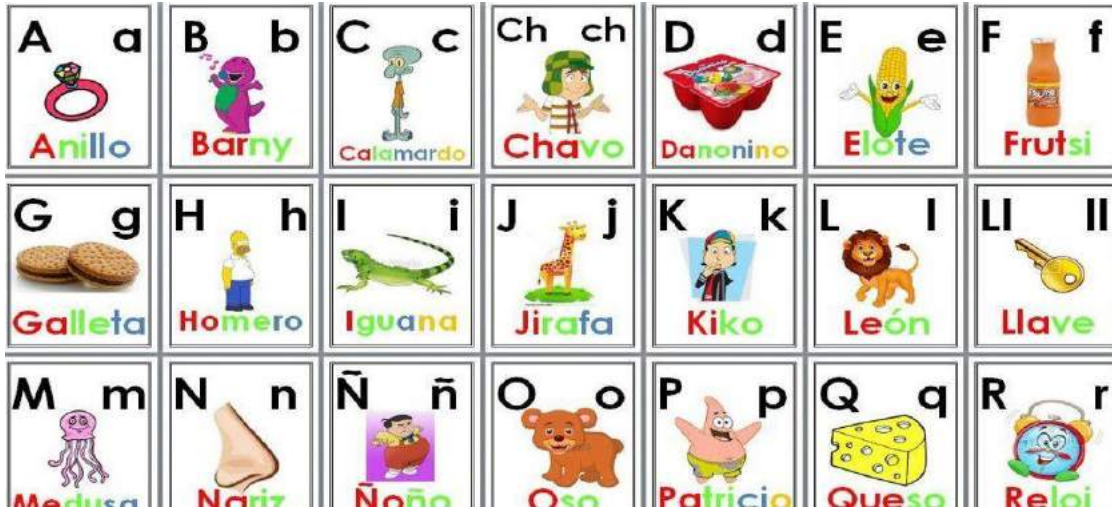 A a
Anillo
B b
Barny
C c
Calamardo
Ch ch
Chavo
D d
Danonino
E e
Elote
F f
Frutsi
G g
Galleta
H h
Homero
I i
Iguana
J j
Jirafa
K k
Kiko
L l
León
Ll ll
Llave
M m
Medusa
N n
Nariz
Ñ ñ
Ñoño
O o
Oso
P p
Patricio
Q q
Queso
R r
Reloj